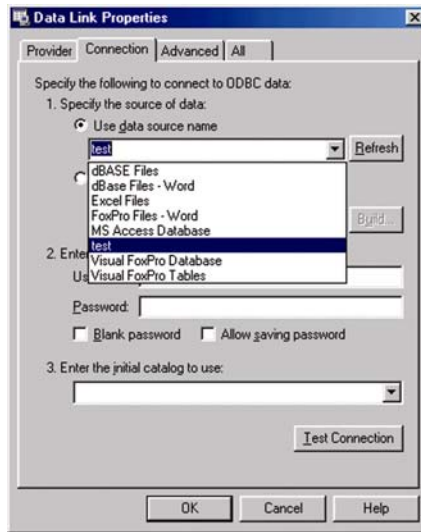 Data Link Properties
Provider Connection Advanced All
Specify the following to connect to ODBC data:
1. Specify the source of data:
Use data source name
test Refresh
dBASE Files
dBase Files - Word
Excel Files
FoxPro Files - Word
MS Access Database
Build...
test
Visual FoxPro Database
2. Ente
Visual FoxPro Tables
Us
Password:
Blank password Allow saving password
3. Enter the initial catalog to use:
Test Connection
OK Cancel Help